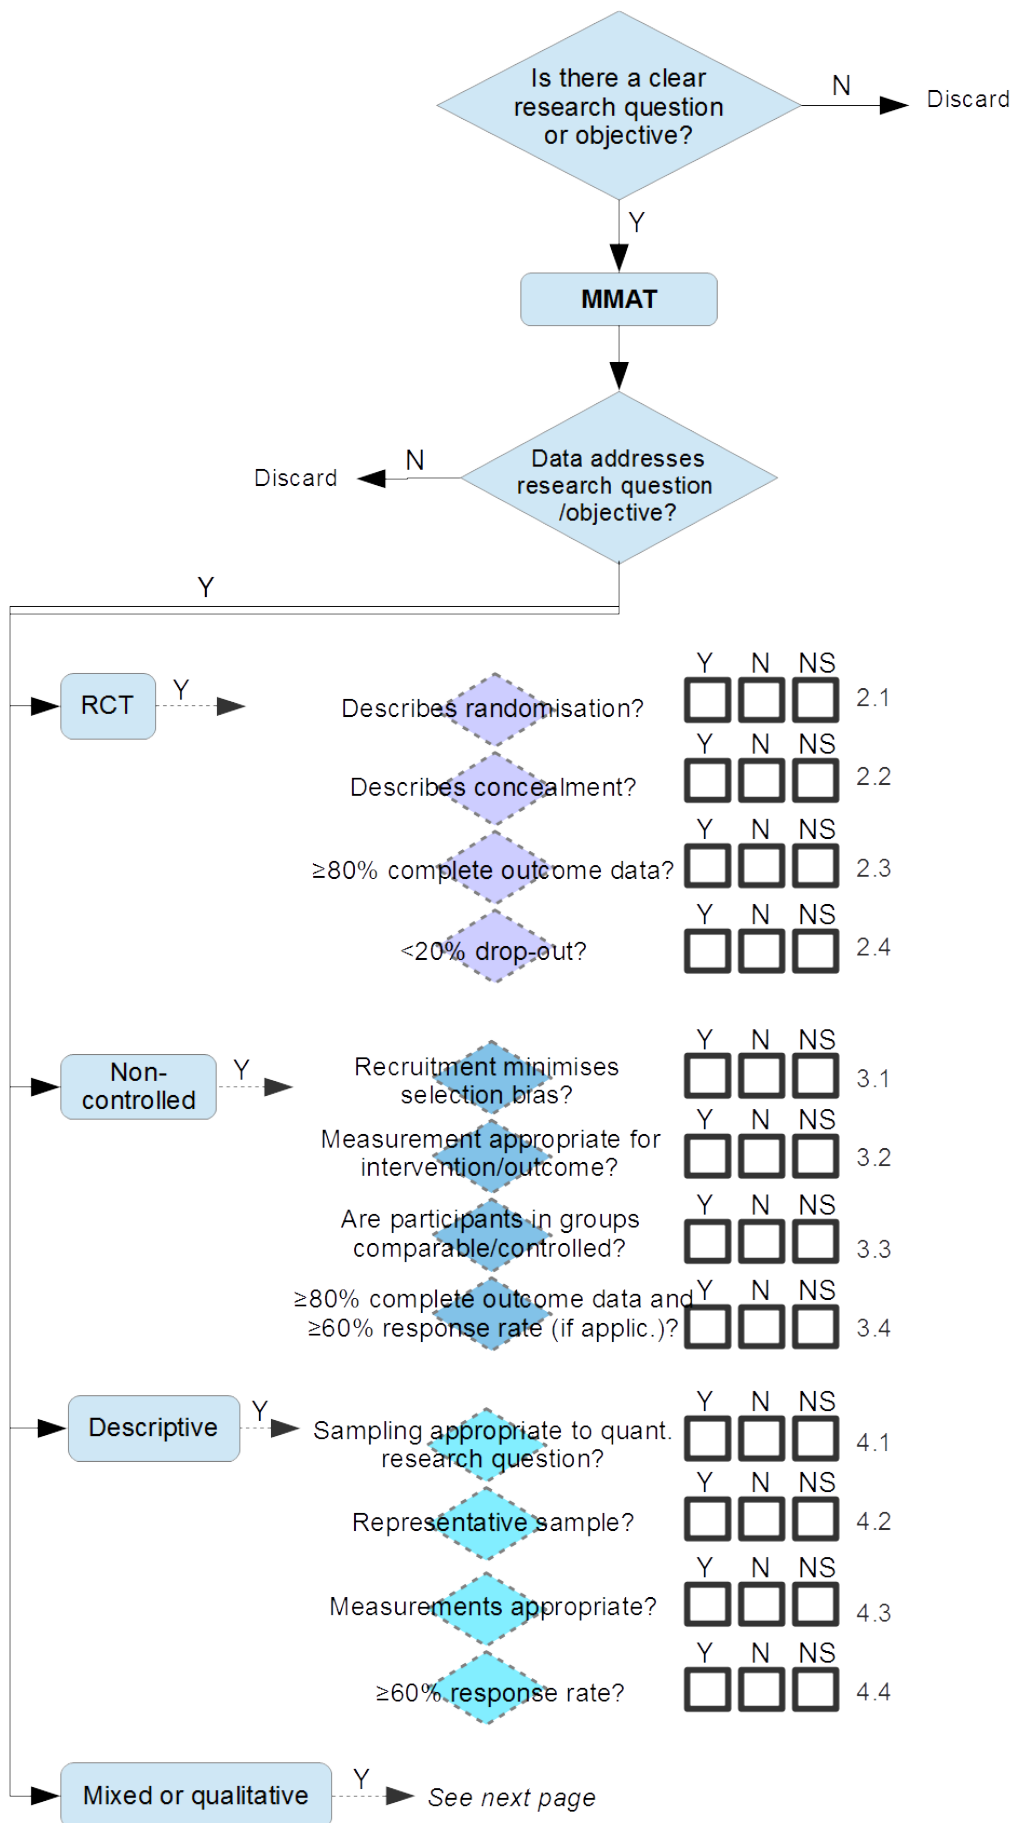 Is there a clear
research question
or objective?
N
Discard
Y
MMAT
Data addresses
research question
/objective?
N
Discard
Y
RCT
Y
Describes randomisation?
Y N NS
2.1
Describes concealment?
Y N NS
2.2
≥80% complete outcome data?
Y N NS
2.3
<20% drop-out?
Y N NS
2.4
Non-
controlled
Y
Recruitment minimises
selection bias?
Y N NS
3.1
Measurement appropriate for
intervention/outcome?
Y N NS
3.2
Are participants in groups
comparable/controlled?
Y N NS
3.3
≥80% complete outcome data and
≥60% response rate (if applic.)?
Y N NS
3.4
Descriptive
Y
Sampling appropriate to quant.
research question?
Y N NS
4.1
Representative sample?
Y N NS
4.2
Measurements appropriate?
Y N NS
4.3
≥60% response rate?
Y N NS
4.4
Mixed or qualitative
Y
See next page